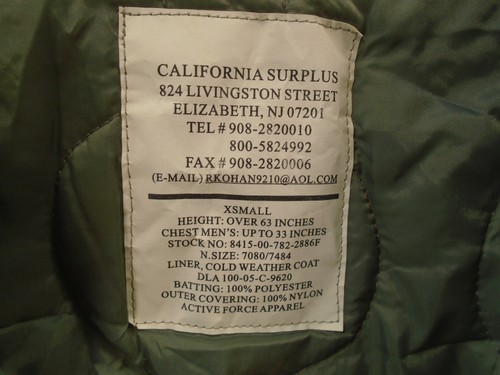 CALIFORNIA SURPLUS
824 LIVINGSTON STREET
ELIZABETH, NJ 07201
TEL # 908-2820010
800-5824992
FAX # 908-2820006
(E-MAIL) RKOHAN9210@AOL.COM
XSMALL
HEIGHT: OVER 63 INCHES
CHEST MEN'S: UP TO 33 INCHES
STOCK NO: 8415-00-782-2886F
N.SIZE: 7080/7484
LINER, COLD WEATHER COAT
DLA 100-05-C-9620
BATTING: 100% POLYESTER
OUTER COVERING: 100% NYLON
ACTIVE FORCE APPAREL